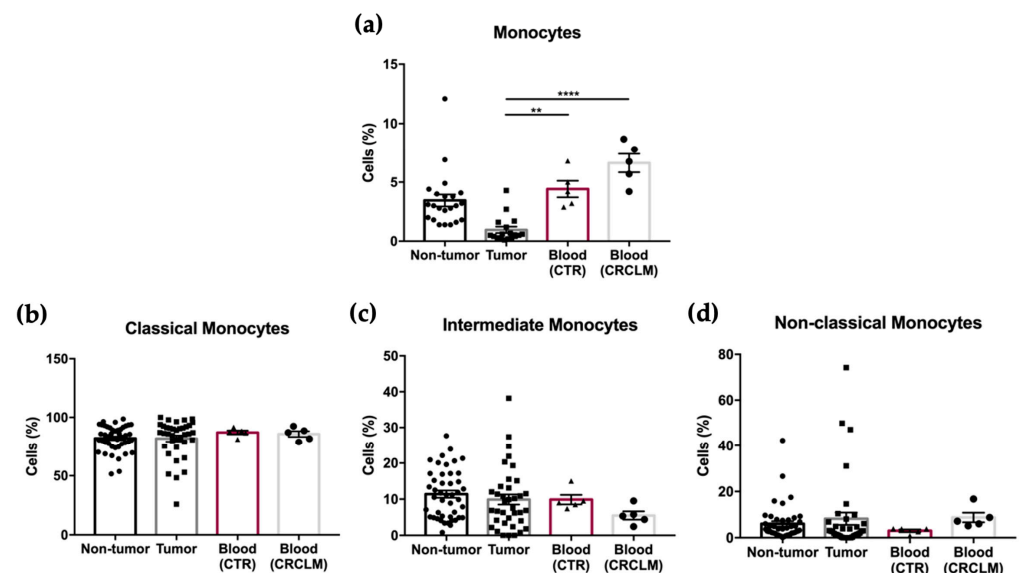 (a)
Monocytes
15
10
5
0
Cells (%)
**
****
Non-tumor Tumor Blood (CTR) Blood (CRCLM)
(b)
Classical Monocytes
150
100
50
0
Cells (%)
Non-tumor Tumor Blood (CTR) Blood (CRCLM)
(c)
Intermediate Monocytes
50
40
30
20
10
0
Cells (%)
Non-tumor Tumor Blood (CTR) Blood (CRCLM)
(d)
Non-classical Monocytes
80
60
40
20
0
Cells (%)
Non-tumor Tumor Blood (CTR) Blood (CRCLM)